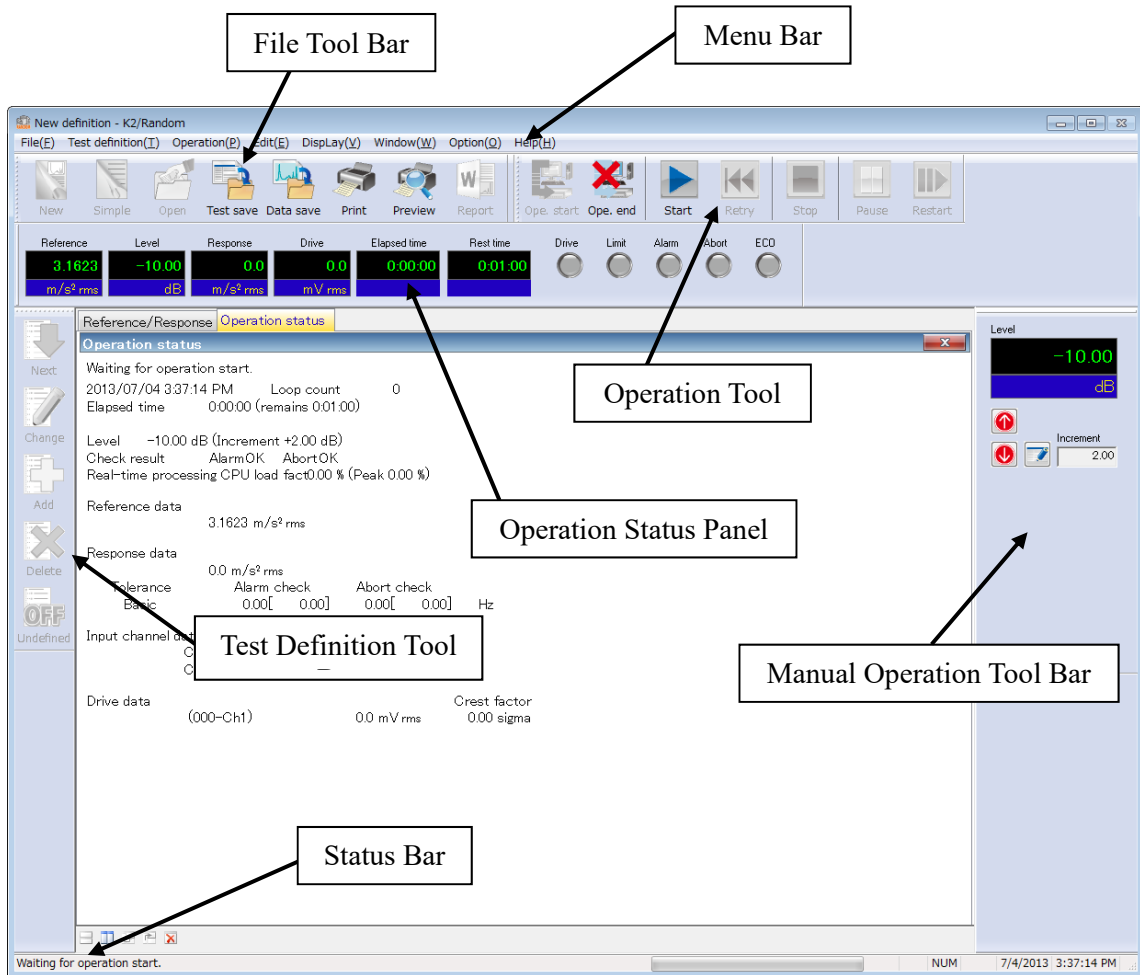 File Tool Bar
Menu Bar
New definition - K2/Random
File(F) Test definition(T) Operation(P) Edit(E) DispLay(V) Window(W) Option(O) Help(H)
New Simple Open Test save Data save Print Preview Report Ope. start Ope. end Start Retry Stop Pause Restart
Reference Level Response Drive Elapsed time Rest time Drive Limit Alarm Abort ECO
3.1623 -10.00 0.0 0.0 0:00:00 0:01:00
m/s² rms dB m/s² rms mV rms
Reference/Response Operation status
Operation status
Waiting for operation start.
2013/07/04 3:37:14 PM Loop count 0
Elapsed time 0:00:00 (remains 0:01:00)
Level -10.00 dB (Increment +2.00 dB)
Check result Alarm:OK Abort:OK
Real-time processing CPU load fact0.00 % (Peak 0.00 %)
Reference data
3.1623 m/s² rms
Response data
0.0 m/s² rms
Tolerance Alarm check Abort check
Basic 0.00[ 0.00] 0.00[ 0.00] Hz
Input channel dat
C
C
Drive data Crest factor
(000-Ch1) 0.0 mV rms 0.00 sigma
Next
Change
Add
Delete
OFF
Undefined
Level
-10.00
dB
Increment
2.00
Operation Tool
Operation Status Panel
Test Definition Tool
Manual Operation Tool Bar
Status Bar
Waiting for operation start. NUM 7/4/2013 3:37:14 PM